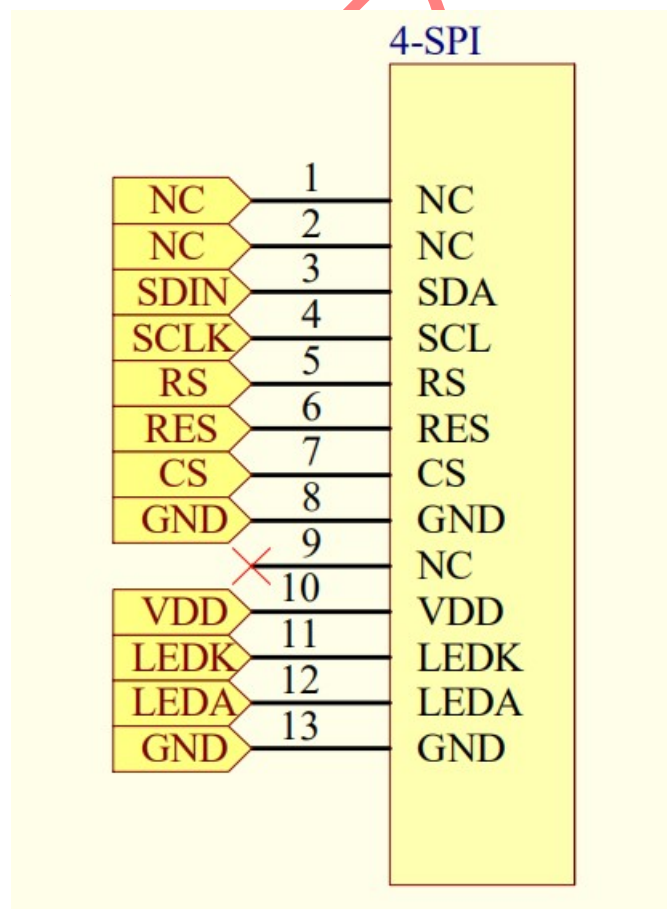 4-SPI
NC 1 NC
NC 2 NC
SDIN 3 SDA
SCLK 4 SCL
RS 5 RS
RES 6 RES
CS 7 CS
GND 8 GND
9 NC
VDD 10 VDD
LEDK 11 LEDK
LEDA 12 LEDA
GND 13 GND